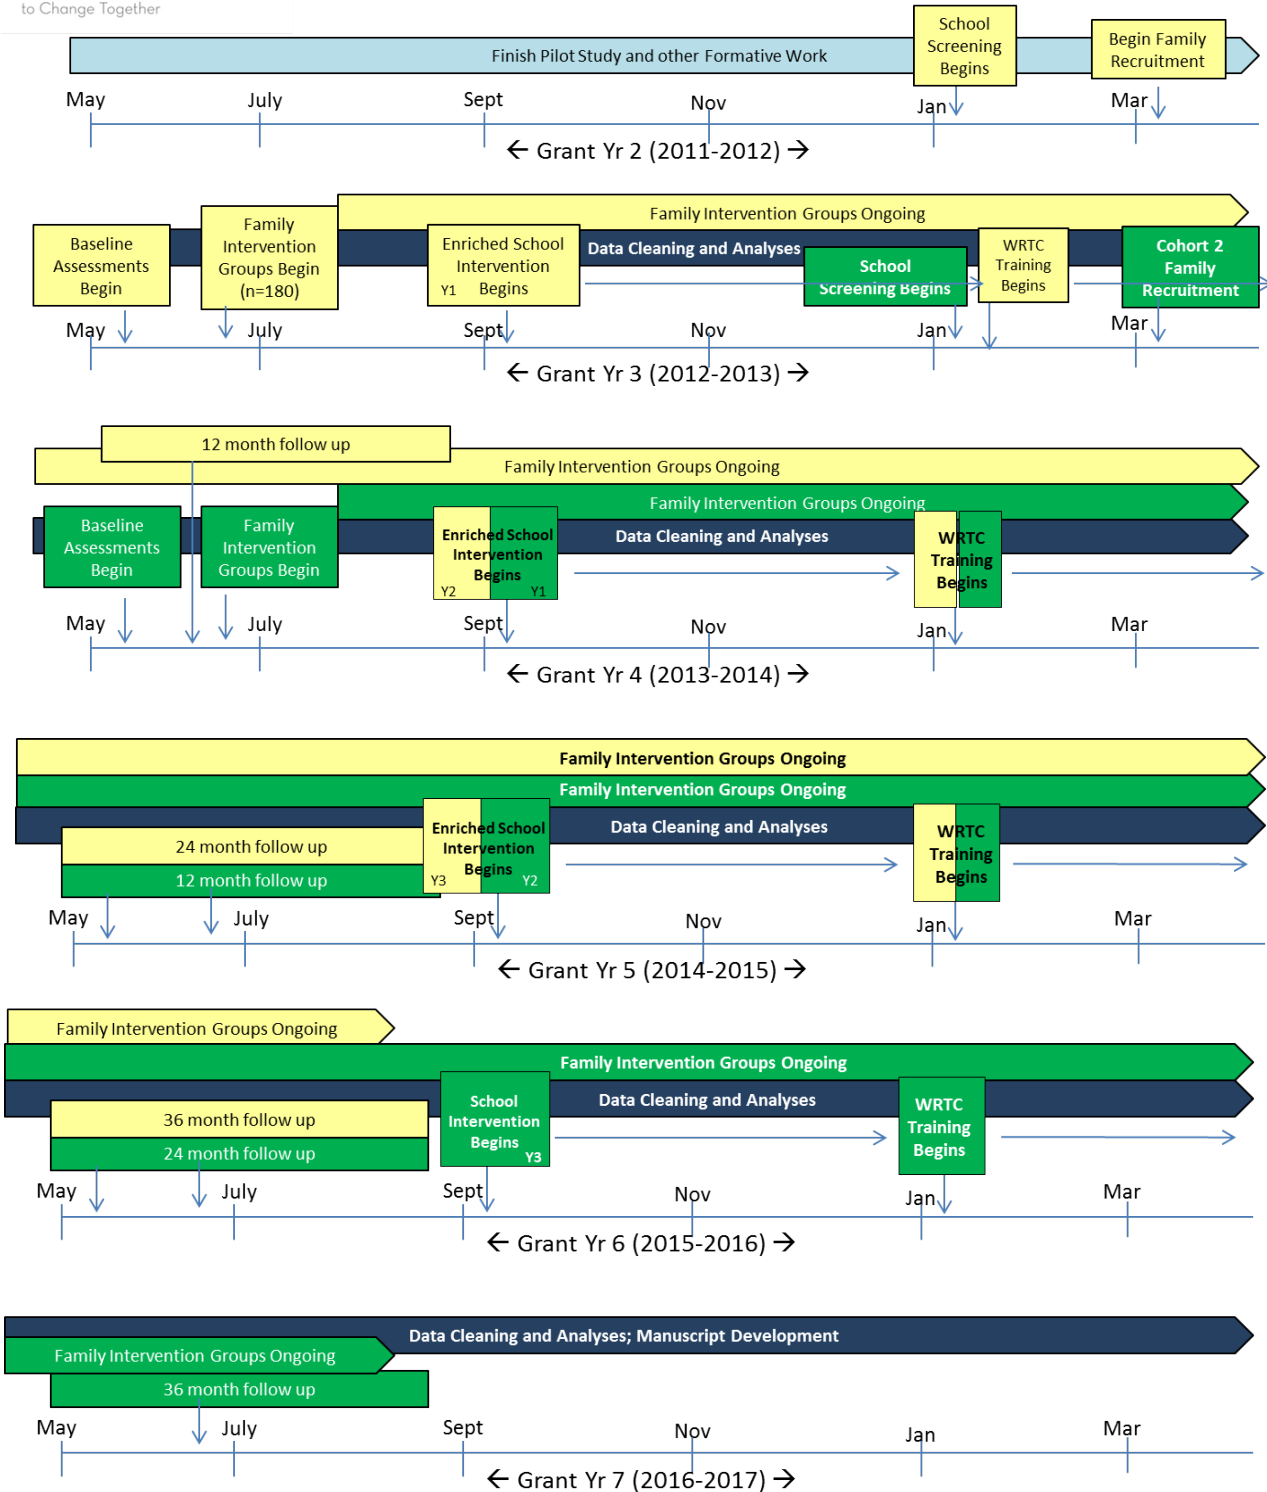 to Change Together
School
Screening
Begins
Begin Family
Recruitment
Finish Pilot Study and other Formative Work
May
July
Sept
Nov
Jan
Mar
← Grant Yr 2 (2011-2012) →
Family Intervention Groups Ongoing
Baseline
Assessments
Begin
Family
Intervention
Groups Begin
(n=180)
Enriched School
Intervention
Y1 Begins
Data Cleaning and Analyses
School
Screening Begins
WRTC
Training
Begins
Cohort 2
Family
Recruitment
May
July
Sept
Nov
Jan
Mar
← Grant Yr 3 (2012-2013) →
12 month follow up
Family Intervention Groups Ongoing
Family Intervention Groups Ongoing
Baseline
Assessments
Begin
Family
Intervention
Groups Begin
Enriched School
Intervention
Begins
Y2 Y1
Data Cleaning and Analyses
WRTC
Training
Begins
May
July
Sept
Nov
Jan
Mar
← Grant Yr 4 (2013-2014) →
Family Intervention Groups Ongoing
Family Intervention Groups Ongoing
Data Cleaning and Analyses
24 month follow up
12 month follow up
Enriched School
Intervention
Begins
Y3 Y2
WRTC
Training
Begins
May
July
Sept
Nov
Jan
Mar
← Grant Yr 5 (2014-2015) →
Family Intervention Groups Ongoing
Family Intervention Groups Ongoing
Data Cleaning and Analyses
36 month follow up
24 month follow up
School
Intervention
Begins
Y3
WRTC
Training
Begins
May
July
Sept
Nov
Jan
Mar
← Grant Yr 6 (2015-2016) →
Data Cleaning and Analyses; Manuscript Development
Family Intervention Groups Ongoing
36 month follow up
May
July
Sept
Nov
Jan
Mar
← Grant Yr 7 (2016-2017) →